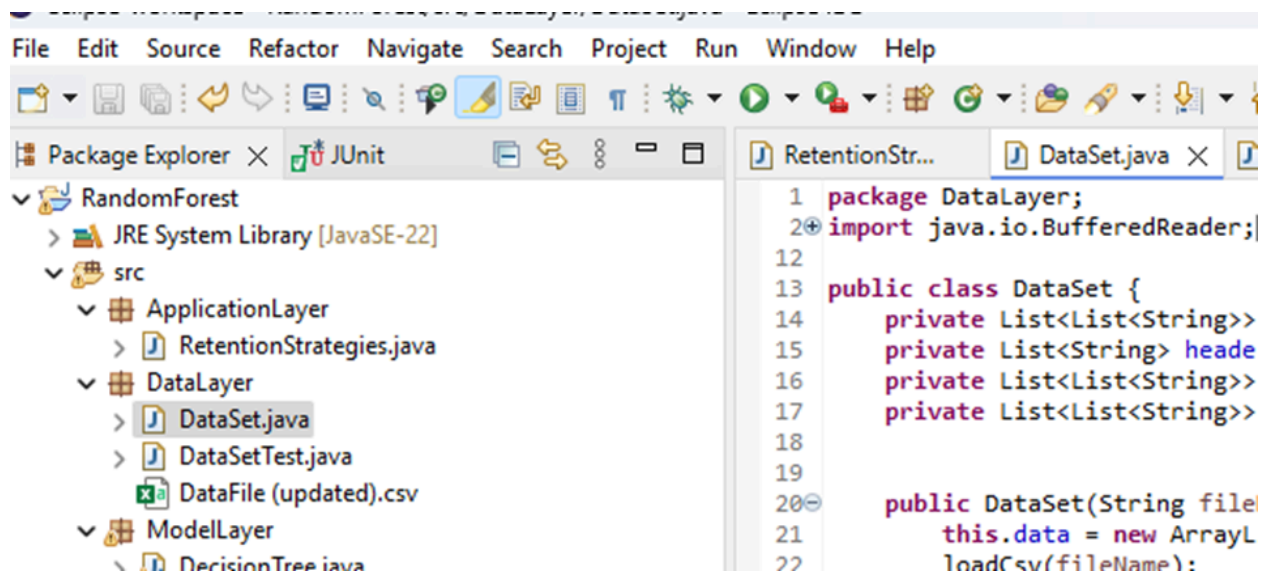 File Edit Source Refactor Navigate Search Project Run Window Help
Package Explorer JUnit
RandomForest
JRE System Library [JavaSE-22]
src
ApplicationLayer
RetentionStrategies.java
DataLayer
DataSet.java
DataSetTest.java
DataFile (updated).csv
ModelLayer
DecisionTree.java
RetentionStr... DataSet.java
1 package DataLayer;
2 import java.io.BufferedReader;
12
13 public class DataSet {
14 private List<List<String>>
15 private List<String> heade
16 private List<List<String>>
17 private List<List<String>>
18
19
20 public DataSet(String file
21 this.data = new ArrayL
22 loadCsv(fileName);